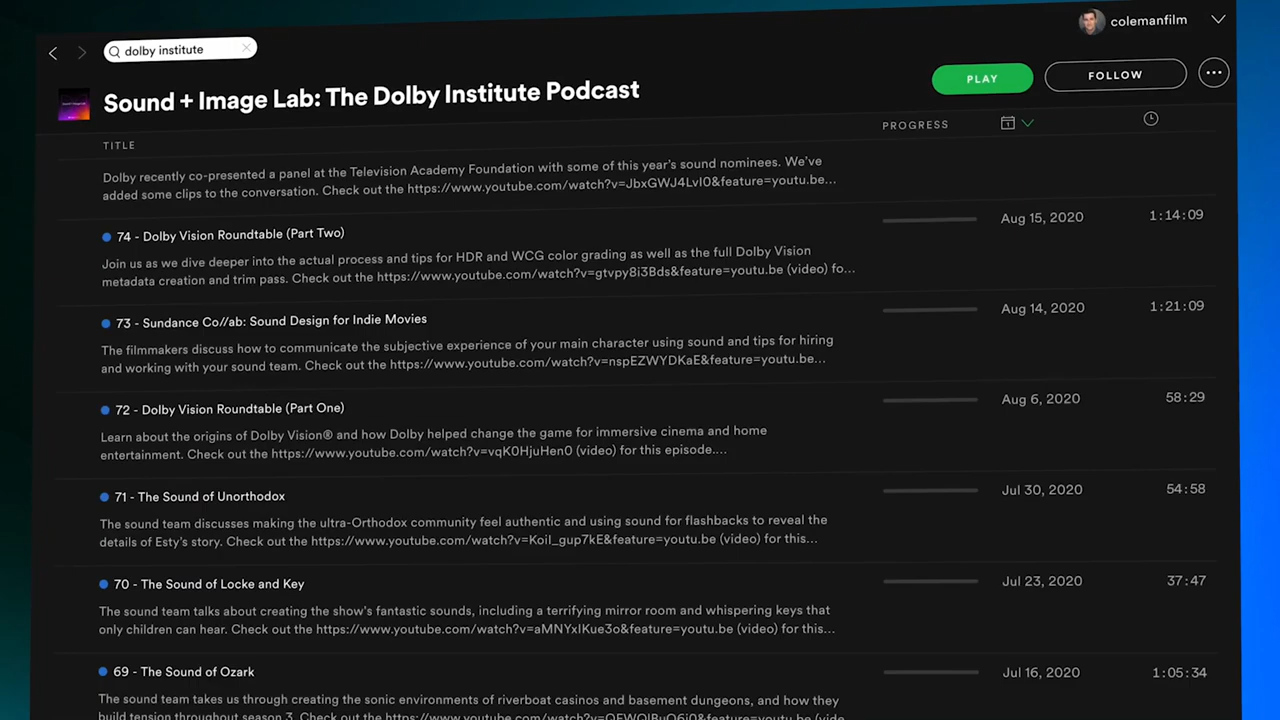 colemanfilm
dolby institute
Sound + Image Lab: The Dolby Institute Podcast
PLAY
FOLLOW
TITLE
PROGRESS
Dolby recently co-presented a panel at the Television Academy Foundation with some of this year's sound nominees. We've
added some clips to the conversation. Check out the https://www.youtube.com/watch?v=JbxGWJ4LvI0&feature=youtu.be...
74 - Dolby Vision Roundtable (Part Two)
Aug 15, 2020
1:14:09
Join us as we dive deeper into the actual process and tips for HDR and WCG color grading as well as the full Dolby Vision
metadata creation and trim pass. Check out the https://www.youtube.com/watch?v=gtvpy8i3Bds&feature=youtu.be (video) fo...
73 - Sundance Co//ab: Sound Design for Indie Movies
Aug 14, 2020
1:21:09
The filmmakers discuss how to communicate the subjective experience of your main character using sound and tips for hiring
and working with your sound team. Check out the https://www.youtube.com/watch?v=nspEZWYDKaE&feature=youtu.be...
72 - Dolby Vision Roundtable (Part One)
Aug 6, 2020
58:29
Learn about the origins of Dolby Vision® and how Dolby helped change the game for immersive cinema and home
entertainment. Check out the https://www.youtube.com/watch?v=vqK0HjuHen0 (video) for this episode....
71 - The Sound of Unorthodox
Jul 30, 2020
54:58
The sound team discusses making the ultra-Orthodox community feel authentic and using sound for flashbacks to reveal the
details of Esty's story. Check out the https://www.youtube.com/watch?v=Koil_gup7kE&feature=youtu.be (video) for this...
70 - The Sound of Locke and Key
Jul 23, 2020
37:47
The sound team talks about creating the show's fantastic sounds, including a terrifying mirror room and whispering keys that
only children can hear. Check out the https://www.youtube.com/watch?v=aMNYxIKue3o&feature=youtu.be (video) for this...
69 - The Sound of Ozark
Jul 16, 2020
1:05:34
The sound team takes us through creating the sonic environments of riverboat casinos and basement dungeons, and how they
build tension throughout season 3. Check out the